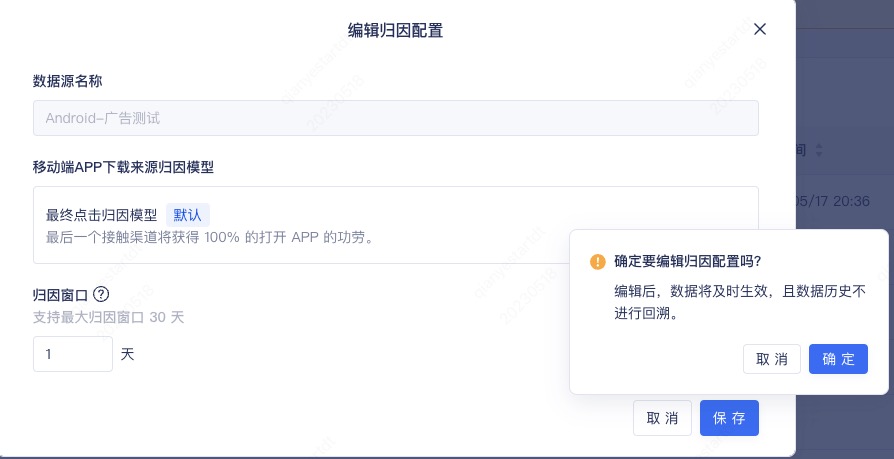 编辑归因配置
数据源名称
Android-广告测试
移动端APP下载来源归因模型
最终点击归因模型 默认
最后一个接触渠道将获得 100% 的打开 APP 的功劳。
归因窗口 ?
支持最大归因窗口 30 天
1 天
取 消 保 存
间
05/17 20:36
确定要编辑归因配置吗?
编辑后，数据将及时生效，且数据历史不
进行回溯。
取 消 确 定